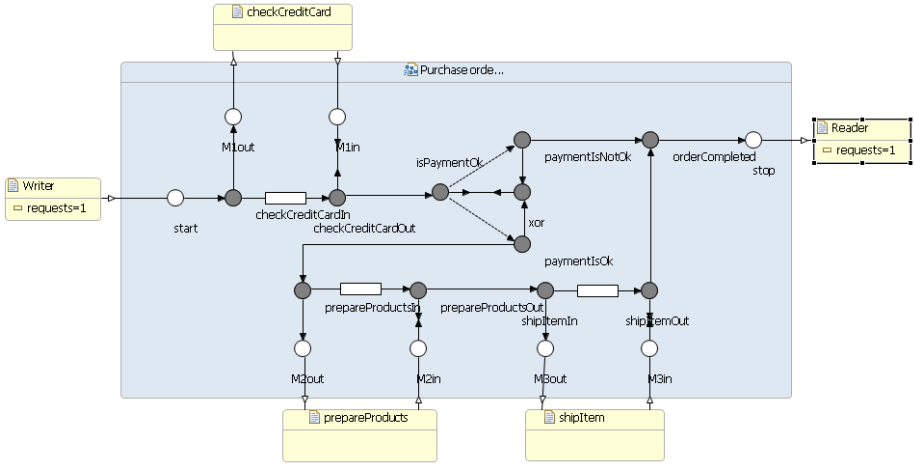 checkCreditCard
Purchase orde...
Reader
requests=1
M1out
M1in
isPaymentOk
paymentIsNotOk
orderCompleted
stop
Writer
requests=1
start
checkCreditCardIn
checkCreditCardOut
xor
paymentIsOk
prepareProductsIn
prepareProductsOut
shipItemIn
shipItemOut
M2out
M2in
M3out
M3in
prepareProducts
shipItem